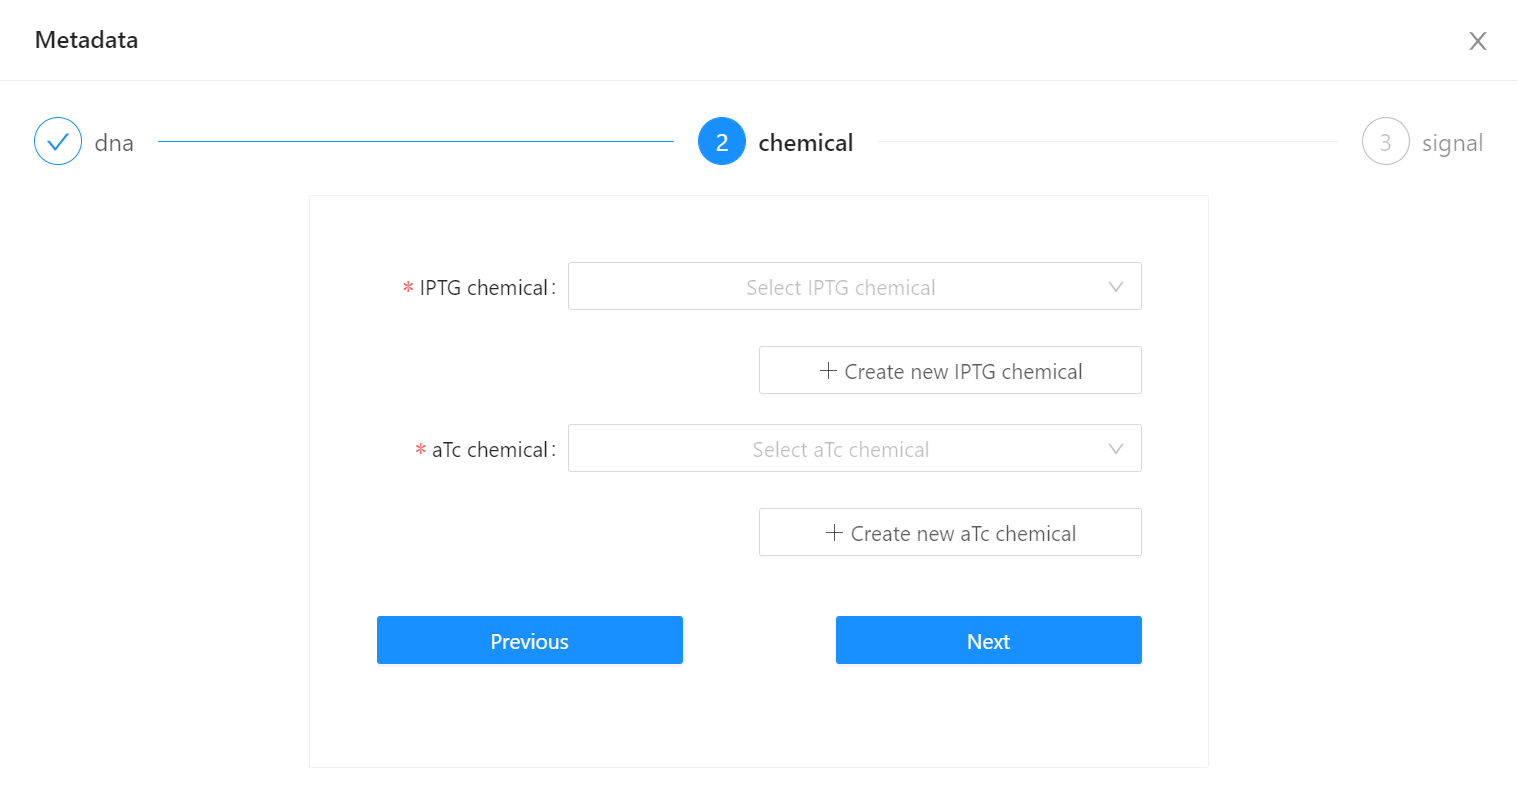 Metadata
dna
2 chemical
3 signal
* IPTG chemical: Select IPTG chemical
+ Create new IPTG chemical
* aTc chemical: Select aTc chemical
+ Create new aTc chemical
Previous Next